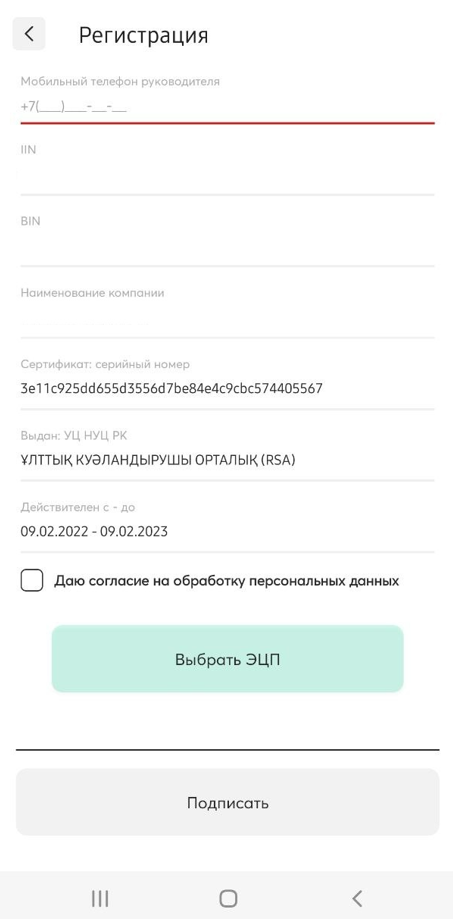 Регистрация
Мобильный телефон руководителя
+7(___)___-__-__
IIN
BIN
Наименование компании
Сертификат: серийный номер
3e11c925dd655d3556d7be84e4c9cbc574405567
Выдан: УЦ НУЦ РК
ҰЛТТЫҚ КУӘЛАНДЫРУШЫ ОРТАЛЫҚ (RSA)
Действителен с - до
09.02.2022 - 09.02.2023
Даю согласие на обработку персональных данных
Выбрать ЭЦП
Подписать